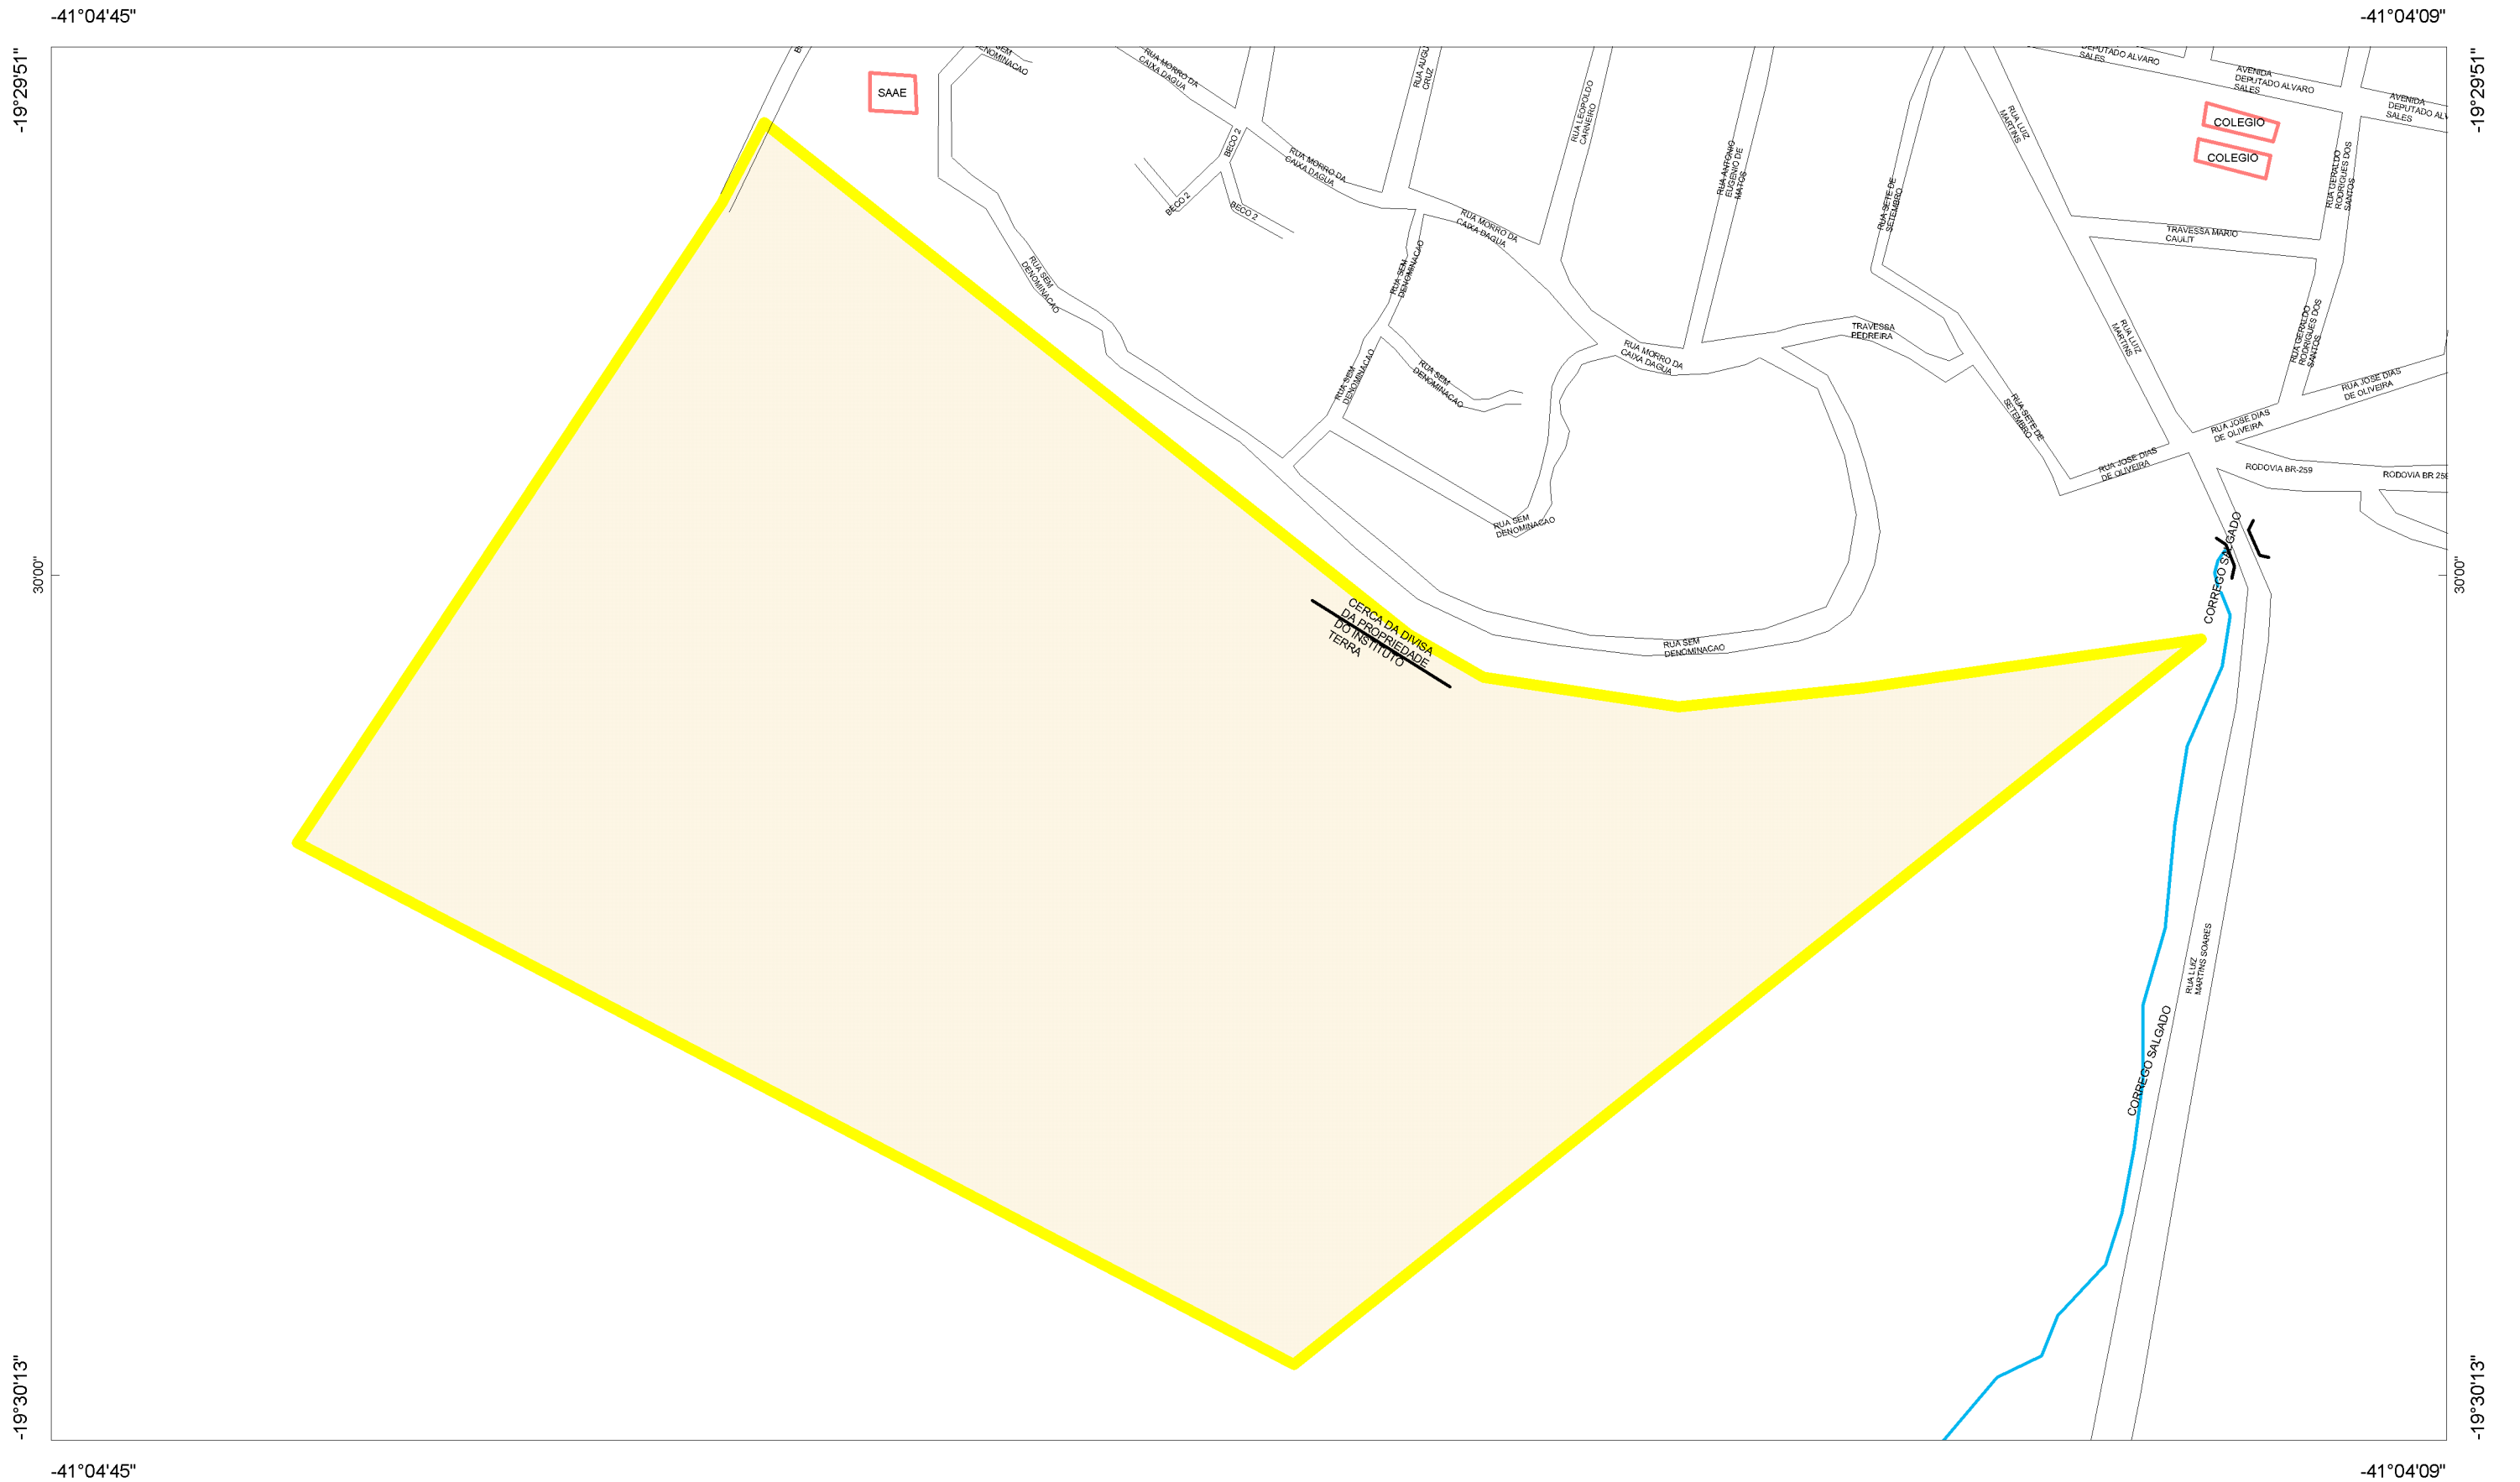 -41°04'45"
-41°04'09"
-19°29'51"
-19°29'51"
SEM
DENOMINACAO
RUA MORRO DA
CAIXA DAGUA
CRUZ
DEPUTADO ALVARO
SALES
AVENIDA
DEPUTADO ALVARO
SALES
AVENIDA
SALES
SAAE
COLEGIO
COLEGIO
RUA LEOPOLDO
CARNEIRO
RUA LUIZ
MARTINS
BECO 2
RUA MORRO DA
CAIXA DAGUA
RUA ANTONIO
EUGENIO DE
MATOS
RUA GERALDO
RODRIGUES DOS
SANTOS
BECO 2
BECO 2
RUA MORRO DA
CAIXA DAGUA
RUA SETE DE
SETEMBRO
TRAVESSA MARIO
CAULIT
RUA SEM
DENOMINACAO
RUA SEM
DENOMINACAO
TRAVESSA
PEDREIRA
RUA LUIZ
MARTINS
RUA GERALDO
RODRIGUES DOS
SANTOS
RUA MORRO DA
CAIXA DAGUA
RUA SEM
DENOMINACAO
RUA SEM
DENOMINACAO
RUA JOSE DIAS
DE OLIVEIRA
RUA SETE DE
SETEMBRO
RUA JOSE DIAS
DE OLIVEIRA
RUA JOSE DIAS
DE OLIVEIRA
RODOVIA BR-259
RODOVIA BR 259
RUA SEM
DENOMINACAO
CORREGO SALGADO
30'00"
30'00"
CERCA DA DIVISA
DA PROPRIEDADE
DO INSTITUTO
TERRA
RUA SEM
DENOMINACAO
RUA LUIZ
MARTINS SOARES
CORREGO SALGADO
-19°30'13"
-19°30'13"
-41°04'45"
-41°04'09"